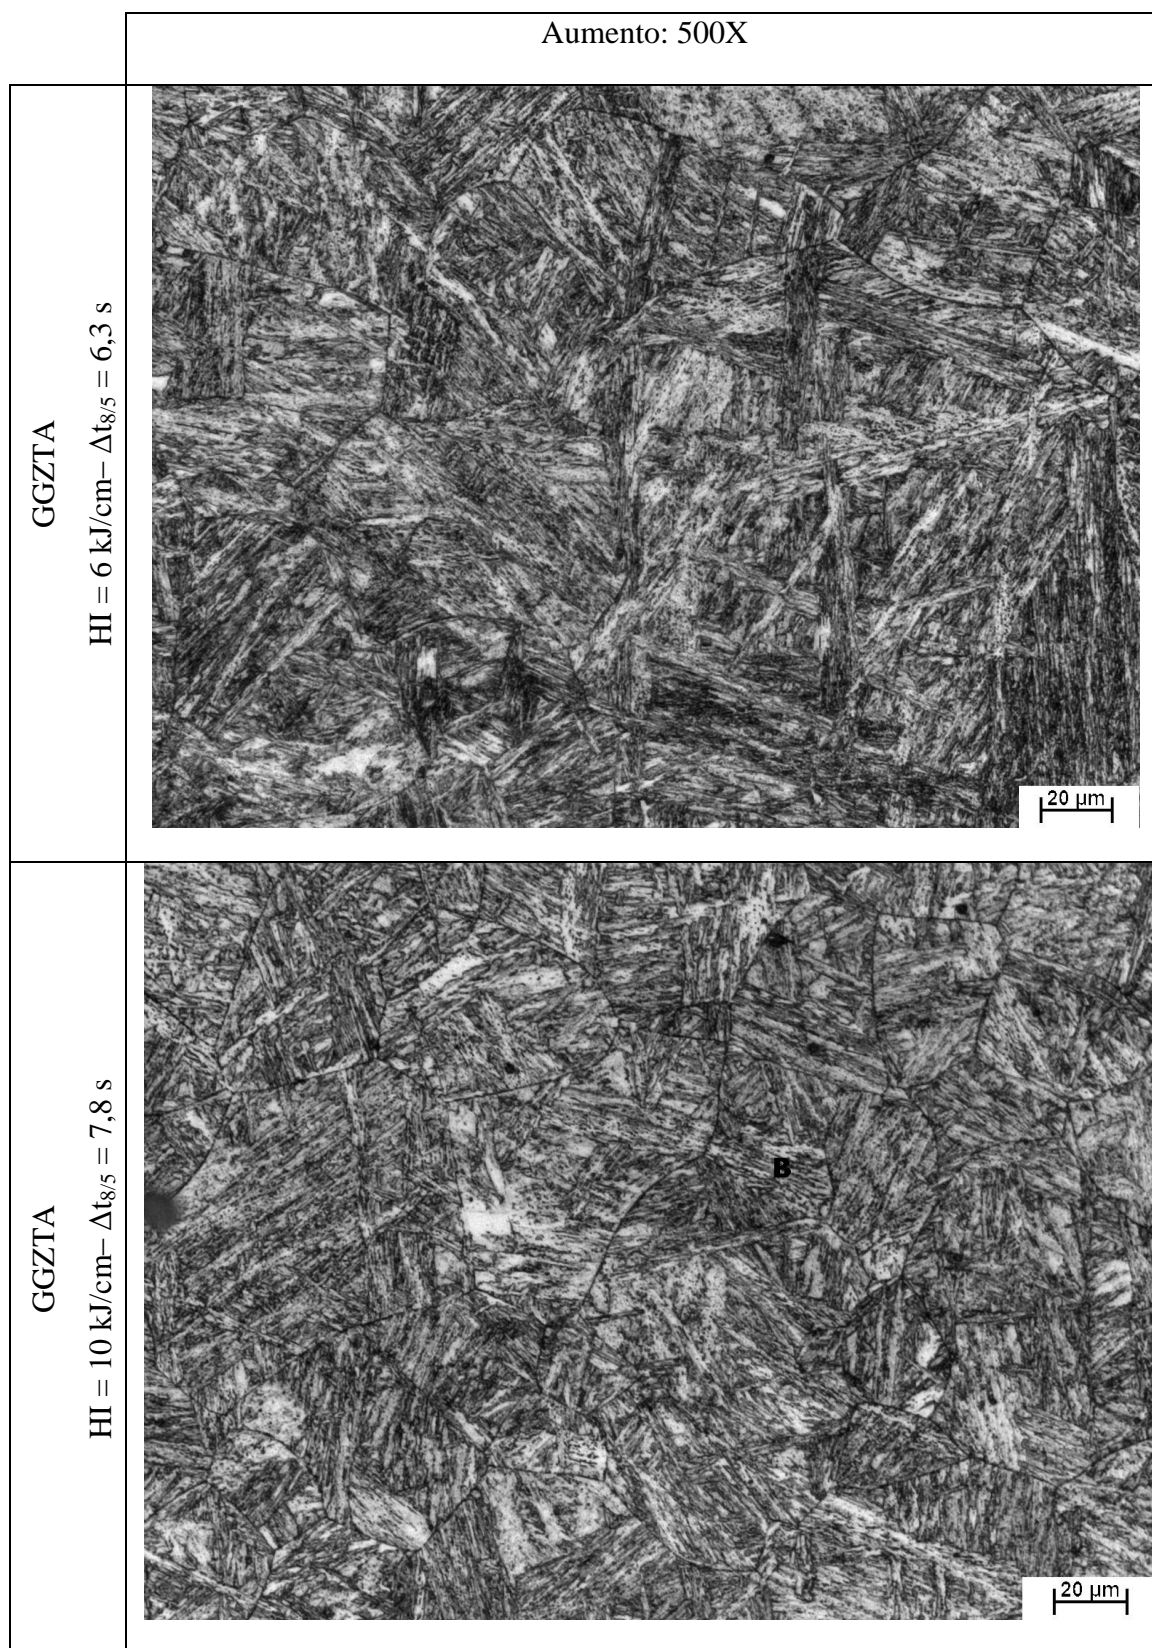 Aumento: 500X
GGZTA
HI = 6 kJ/cm– Δt8/5 = 6,3 s
20 µm
GGZTA
HI = 10 kJ/cm– Δt8/5 = 7,8 s
B
20 µm